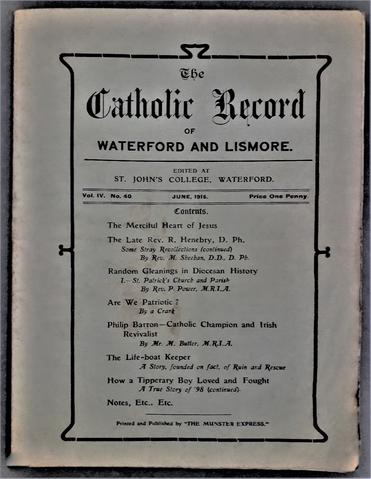 The
Catholic Record
OF
WATERFORD AND LISMORE.
EDITED AT
ST. JOHN'S COLLEGE, WATERFORD.
Vol. IV. No. 40 JUNE, 1916. Price One Penny.
Contents.
The Merciful Heart of Jesus
The Late Rev. R. Henebry, D. Ph.
Some Stray Recollections (continued)
By Rev. M. Sheehan, D.D., D. Ph.
Random Gleanings in Diocesan History
I.—St. Patrick's Church and Parish
By Rev. P. Power, M.R.I.A.
Are We Patriotic ?
By a Crank
Philip Barron—Catholic Champion and Irish
Revivalist
By Mr. M. Butler, M.R.I.A.
The Life-boat Keeper
A Story, founded on fact, of Ruin and Rescue
How a Tipperary Boy Loved and Fought
A True Story of '98 (continued).
Notes, Etc., Etc.
Printed and Published by "THE MUNSTER EXPRESS."